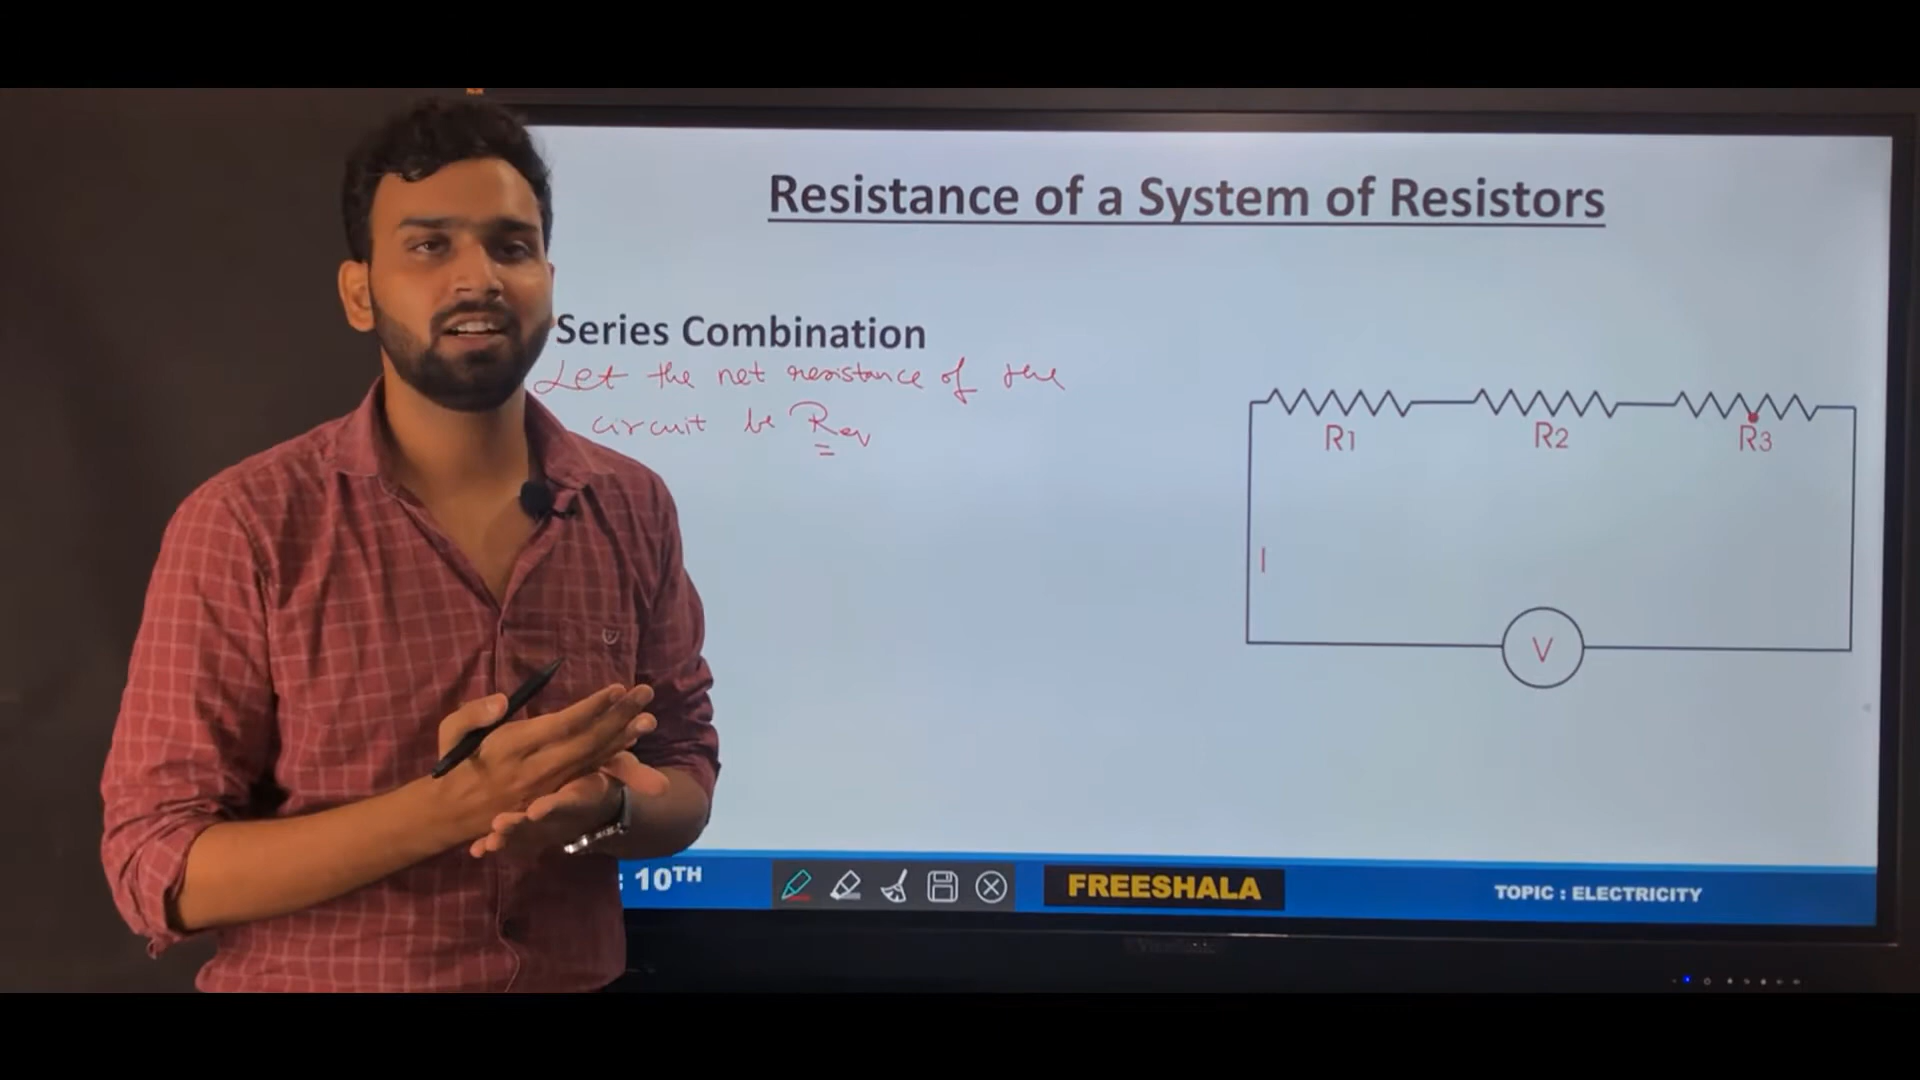 Resistance of a System of Resistors
Series Combination
Let the net resistance of the
circuit be Req
R1
R2
R3
I
V
: 10TH
FREESHALA
TOPIC : ELECTRICITY
ViewSonic